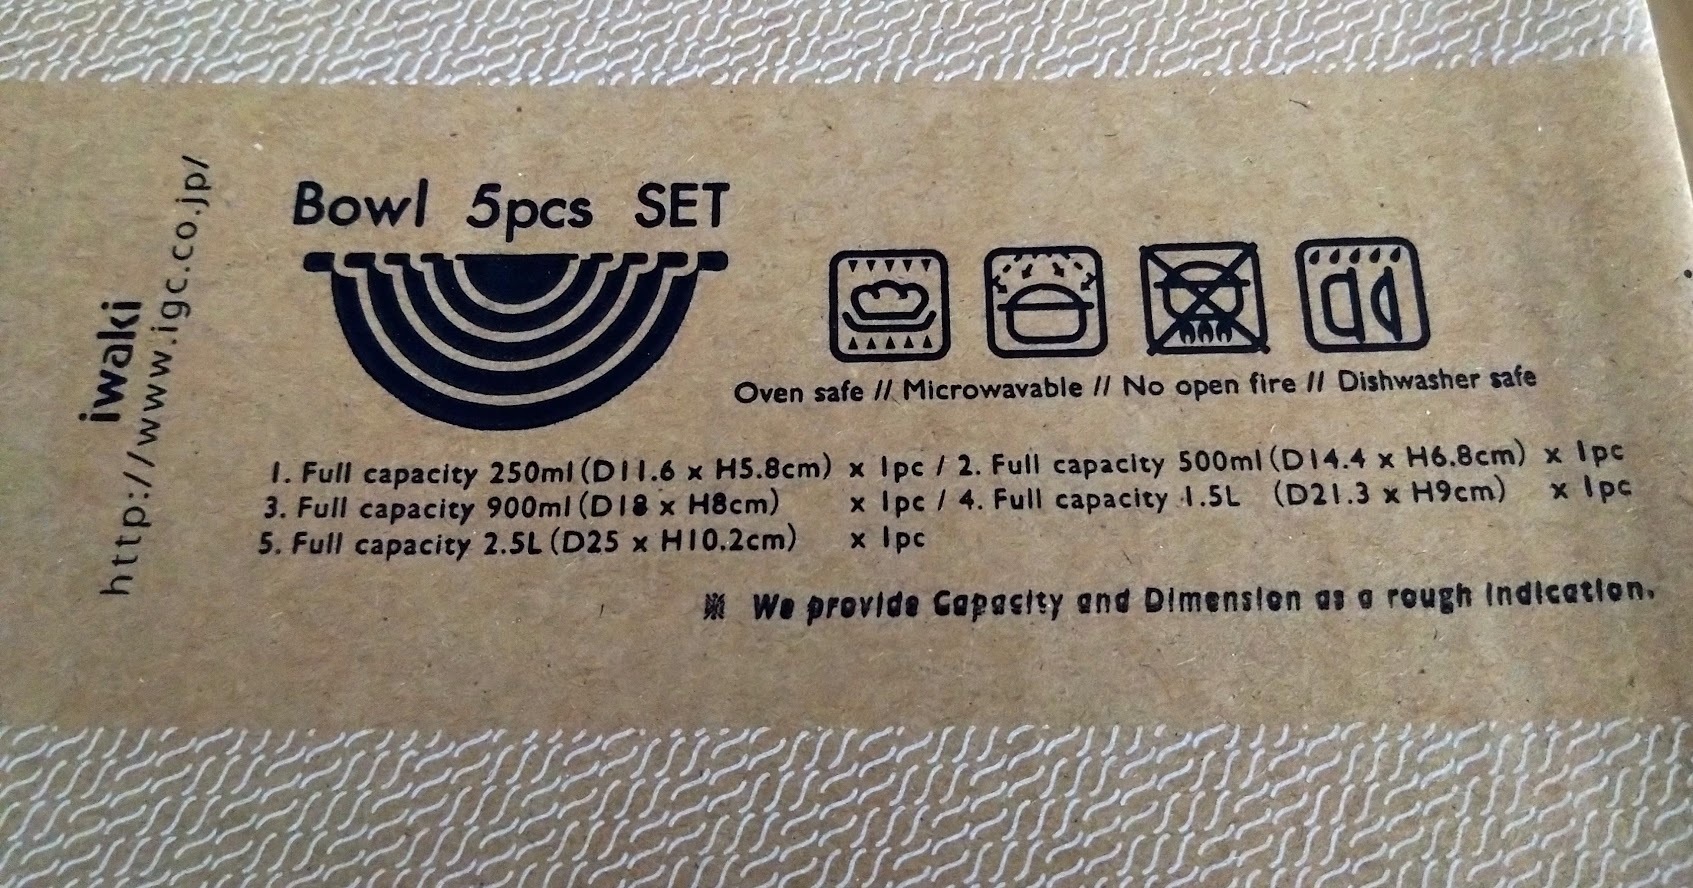 iwaki
http://www.igc.co.jp/
Bowl 5pcs SET
Oven safe // Microwavable // No open fire // Dishwasher safe
1. Full capacity 250ml (D11.6 x H5.8cm) x 1pc / 2. Full capacity 500ml (D14.4 x H6.8cm) x 1pc
3. Full capacity 900ml (D18 x H8cm) x 1pc / 4. Full capacity 1.5L (D21.3 x H9cm) x 1pc
5. Full capacity 2.5L (D25 x H10.2cm) x 1pc
※ We provide Capacity and Dimension as a rough indication.